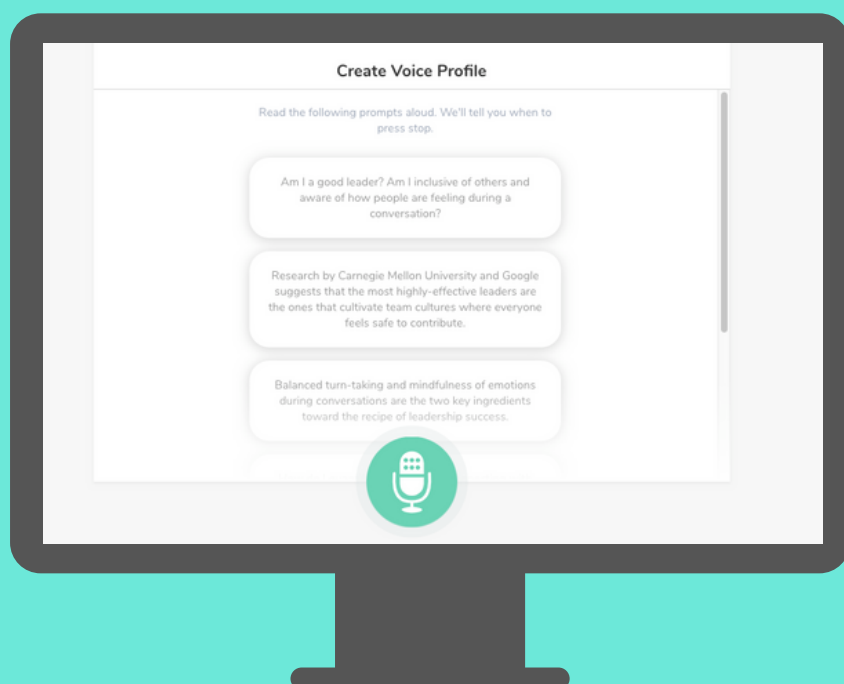 Create Voice Profile
Read the following prompts aloud. We'll tell you when to
press stop.
Am I a good leader? Am I inclusive of others and
aware of how people are feeling during a
conversation?
Research by Carnegie Mellon University and Google
suggests that the most highly-effective leaders are
the ones that cultivate team cultures where everyone
feels safe to contribute.
Balanced turn-taking and mindfulness of emotions
during conversations are the two key ingredients
toward the recipe of leadership success.